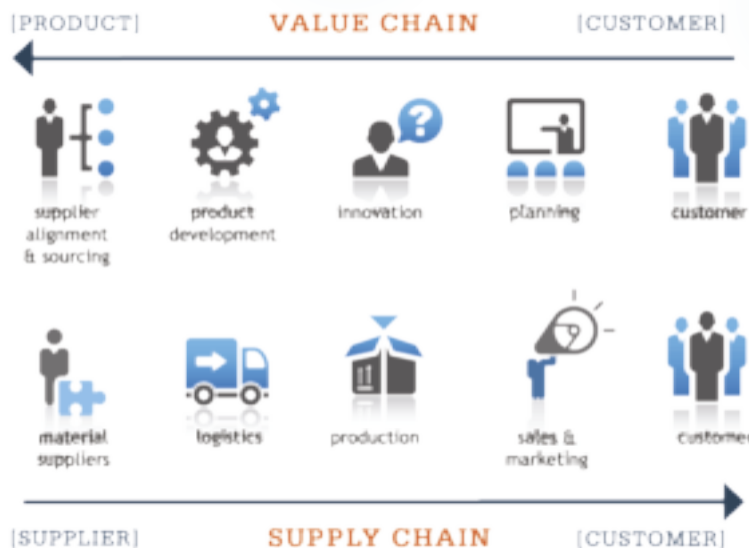 [PRODUCT] VALUE CHAIN [CUSTOMER]
supplier alignment & sourcing
product development
innovation
planning
customer
material suppliers
logistics
production
sales & marketing
customer
[SUPPLIER] SUPPLY CHAIN [CUSTOMER]